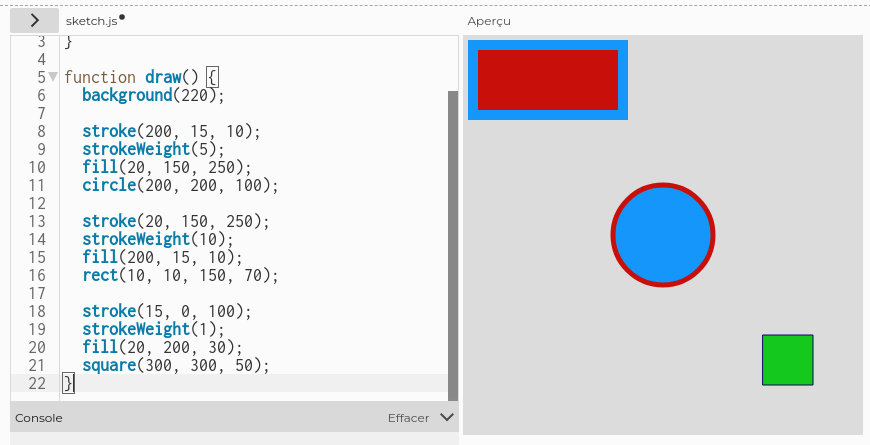 sketch.js
Aperçu
3 }
4
5 function draw() {
6 background(220);
7
8 stroke(200, 15, 10);
9 strokeWeight(5);
10 fill(20, 150, 250);
11 circle(200, 200, 100);
12
13 stroke(20, 150, 250);
14 strokeWeight(10);
15 fill(200, 15, 10);
16 rect(10, 10, 150, 70);
17
18 stroke(15, 0, 100);
19 strokeWeight(1);
20 fill(20, 200, 30);
21 square(300, 300, 50);
22 }
Console
Effacer